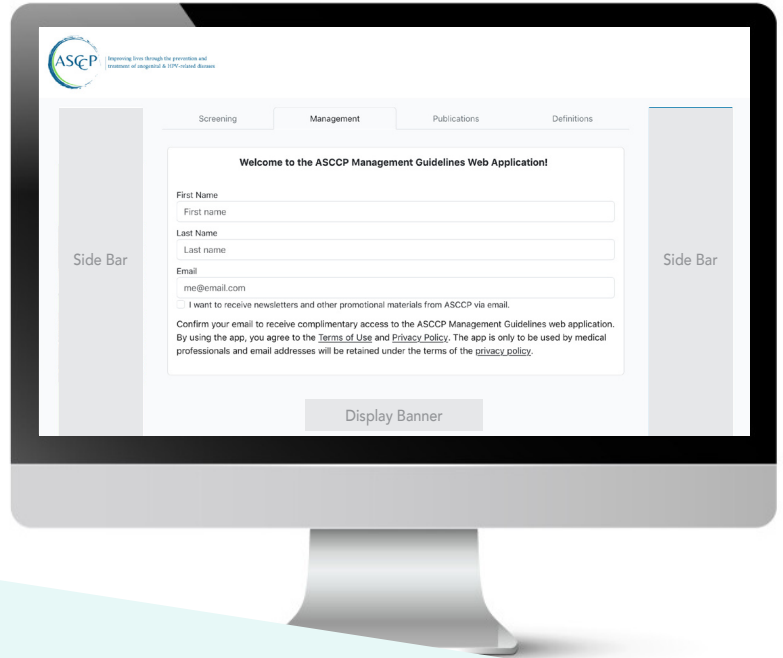 ASCCP
Improving lives through the prevention and
treatment of anogenital & HPV-related diseases
Screening Management Publications Definitions
Welcome to the ASCCP Management Guidelines Web Application!
First Name
First name
Last Name
Last name
Email
me@email.com
I want to receive newsletters and other promotional materials from ASCCP via email.
Confirm your email to receive complimentary access to the ASCCP Management Guidelines web application.
By using the app, you agree to the Terms of Use and Privacy Policy. The app is only to be used by medical
professionals and email addresses will be retained under the terms of the privacy policy.
Side Bar
Side Bar
Display Banner